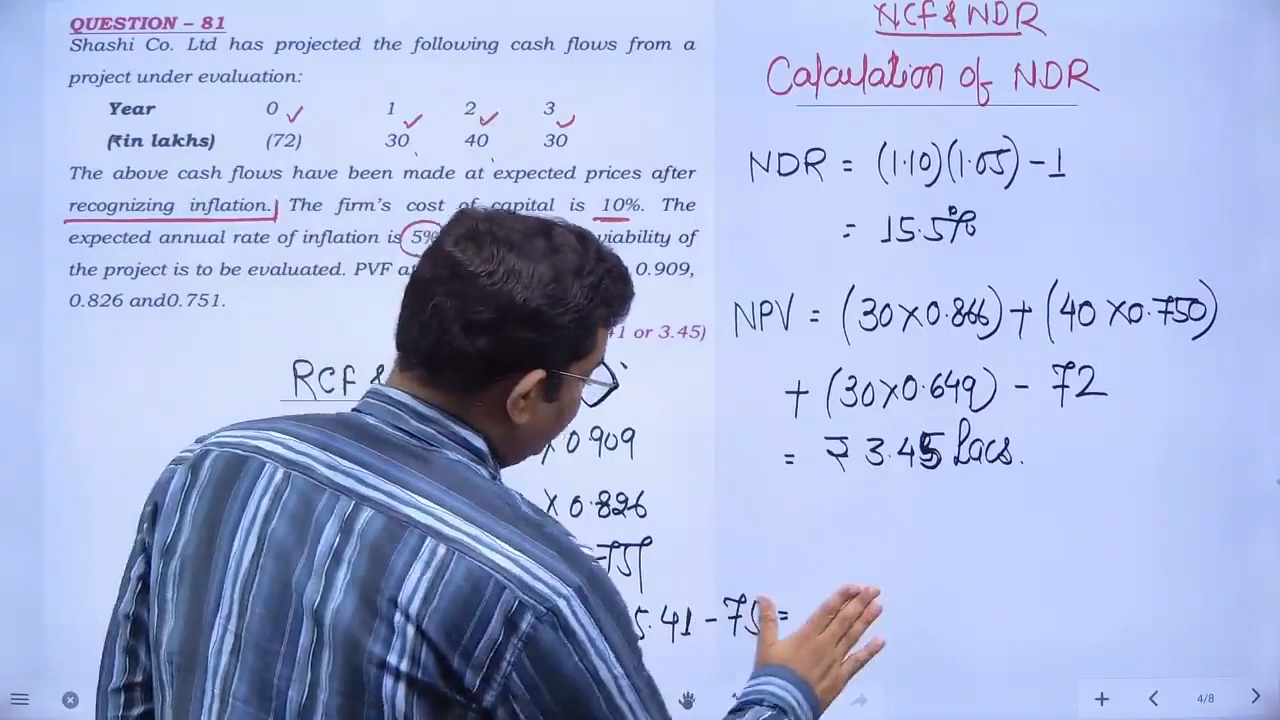 QUESTION – 81
Shashi Co. Ltd has projected the following cash flows from a
project under evaluation:
Year 0 1 2 3
(₹in lakhs) (72) 30 40 30
The above cash flows have been made at expected prices after
recognizing inflation. The firm's cost of capital is 10%. The
expected annual rate of inflation is 5% viability of
the project is to be evaluated. PVF 0.909,
0.826 and0.751.
41 or 3.45)
RCF &
× 0.909
× 0.826
5.41 - 75 =
NCF & NDR
Calculation of NDR
NDR = (1.10)(1.05) - 1
= 15.5%
NPV = (30×0.866) + (40×0.750)
+ (30×0.649) - 72
= ₹ 3.45 Lacs.
4/8